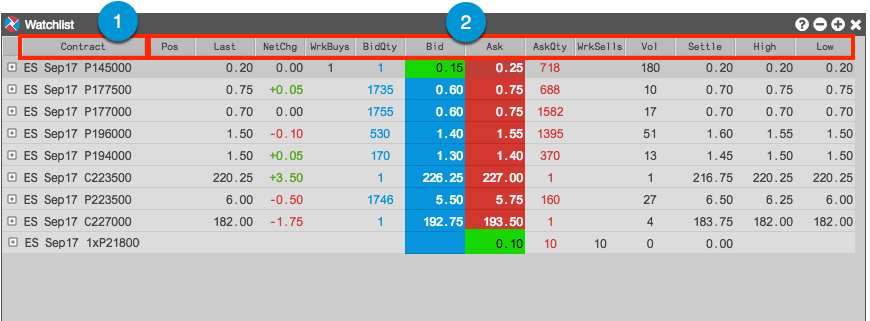 1 2
Watchlist
Contract Pos Last NetChg WrkBuys BidQty Bid Ask AskQty WrkSells Vol Settle High Low
ES Sep17 P145000 0.20 0.00 1 1 0.15 0.25 718 180 0.20 0.20 0.20
ES Sep17 P177500 0.75 +0.05 1735 0.60 0.75 688 10 0.70 0.75 0.75
ES Sep17 P177000 0.70 0.00 1755 0.60 0.75 1582 17 0.70 0.70 0.70
ES Sep17 P196000 1.50 -0.10 530 1.40 1.55 1395 51 1.60 1.55 1.50
ES Sep17 P194000 1.50 +0.05 170 1.30 1.40 370 13 1.45 1.50 1.50
ES Sep17 C223500 220.25 +3.50 1 226.25 227.00 1 1 216.75 220.25 220.25
ES Sep17 P223500 6.00 -0.50 1746 5.50 5.75 160 27 6.50 6.25 6.00
ES Sep17 C227000 182.00 -1.75 1 192.75 193.50 1 4 183.75 182.00 182.00
ES Sep17 1xP21800 0.10 10 10 0 0.00